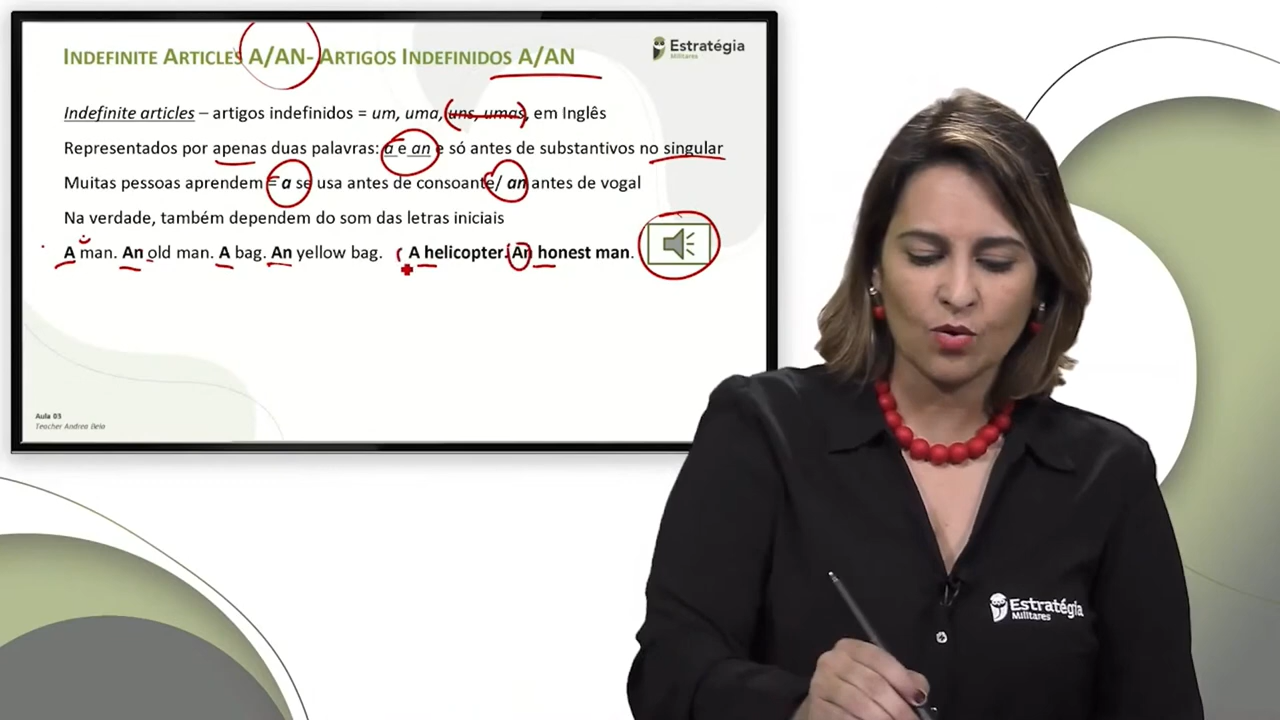 INDEFINITE ARTICLES A/AN- ARTIGOS INDEFINIDOS A/AN
Estratégia
Militares
Indefinite articles – artigos indefinidos = um, uma, uns, umas, em Inglês
Representados por apenas duas palavras: a e an e só antes de substantivos no singular
Muitas pessoas aprendem = a se usa antes de consoante/ an antes de vogal
Na verdade, também dependem do som das letras iniciais
A man. An old man. A bag. An yellow bag. A helicopter. An honest man.
Aula 03
Teacher Andrea Belo
Estratégia
Militares